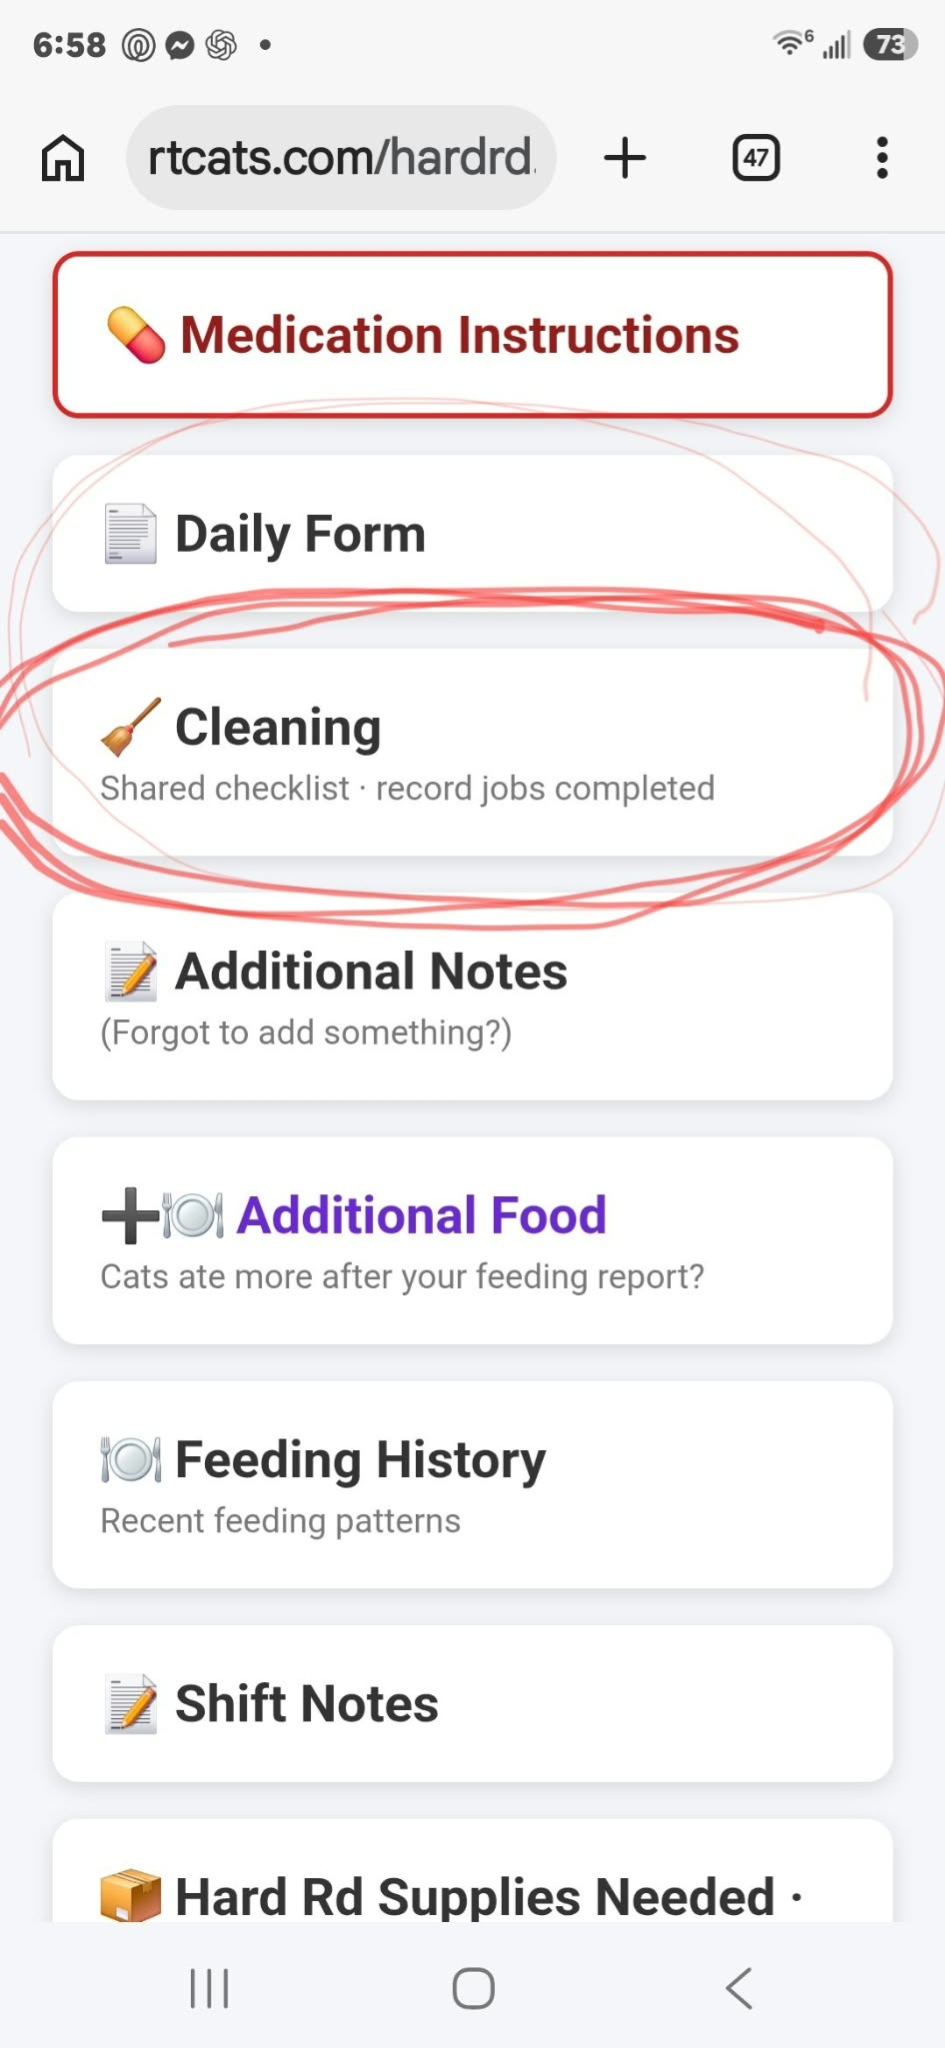 6:58
6
73
rtcats.com/hardrd.
47
Medication Instructions
Daily Form
Cleaning
Shared checklist · record jobs completed
Additional Notes
(Forgot to add something?)
Additional Food
Cats ate more after your feeding report?
Feeding History
Recent feeding patterns
Shift Notes
Hard Rd Supplies Needed ·